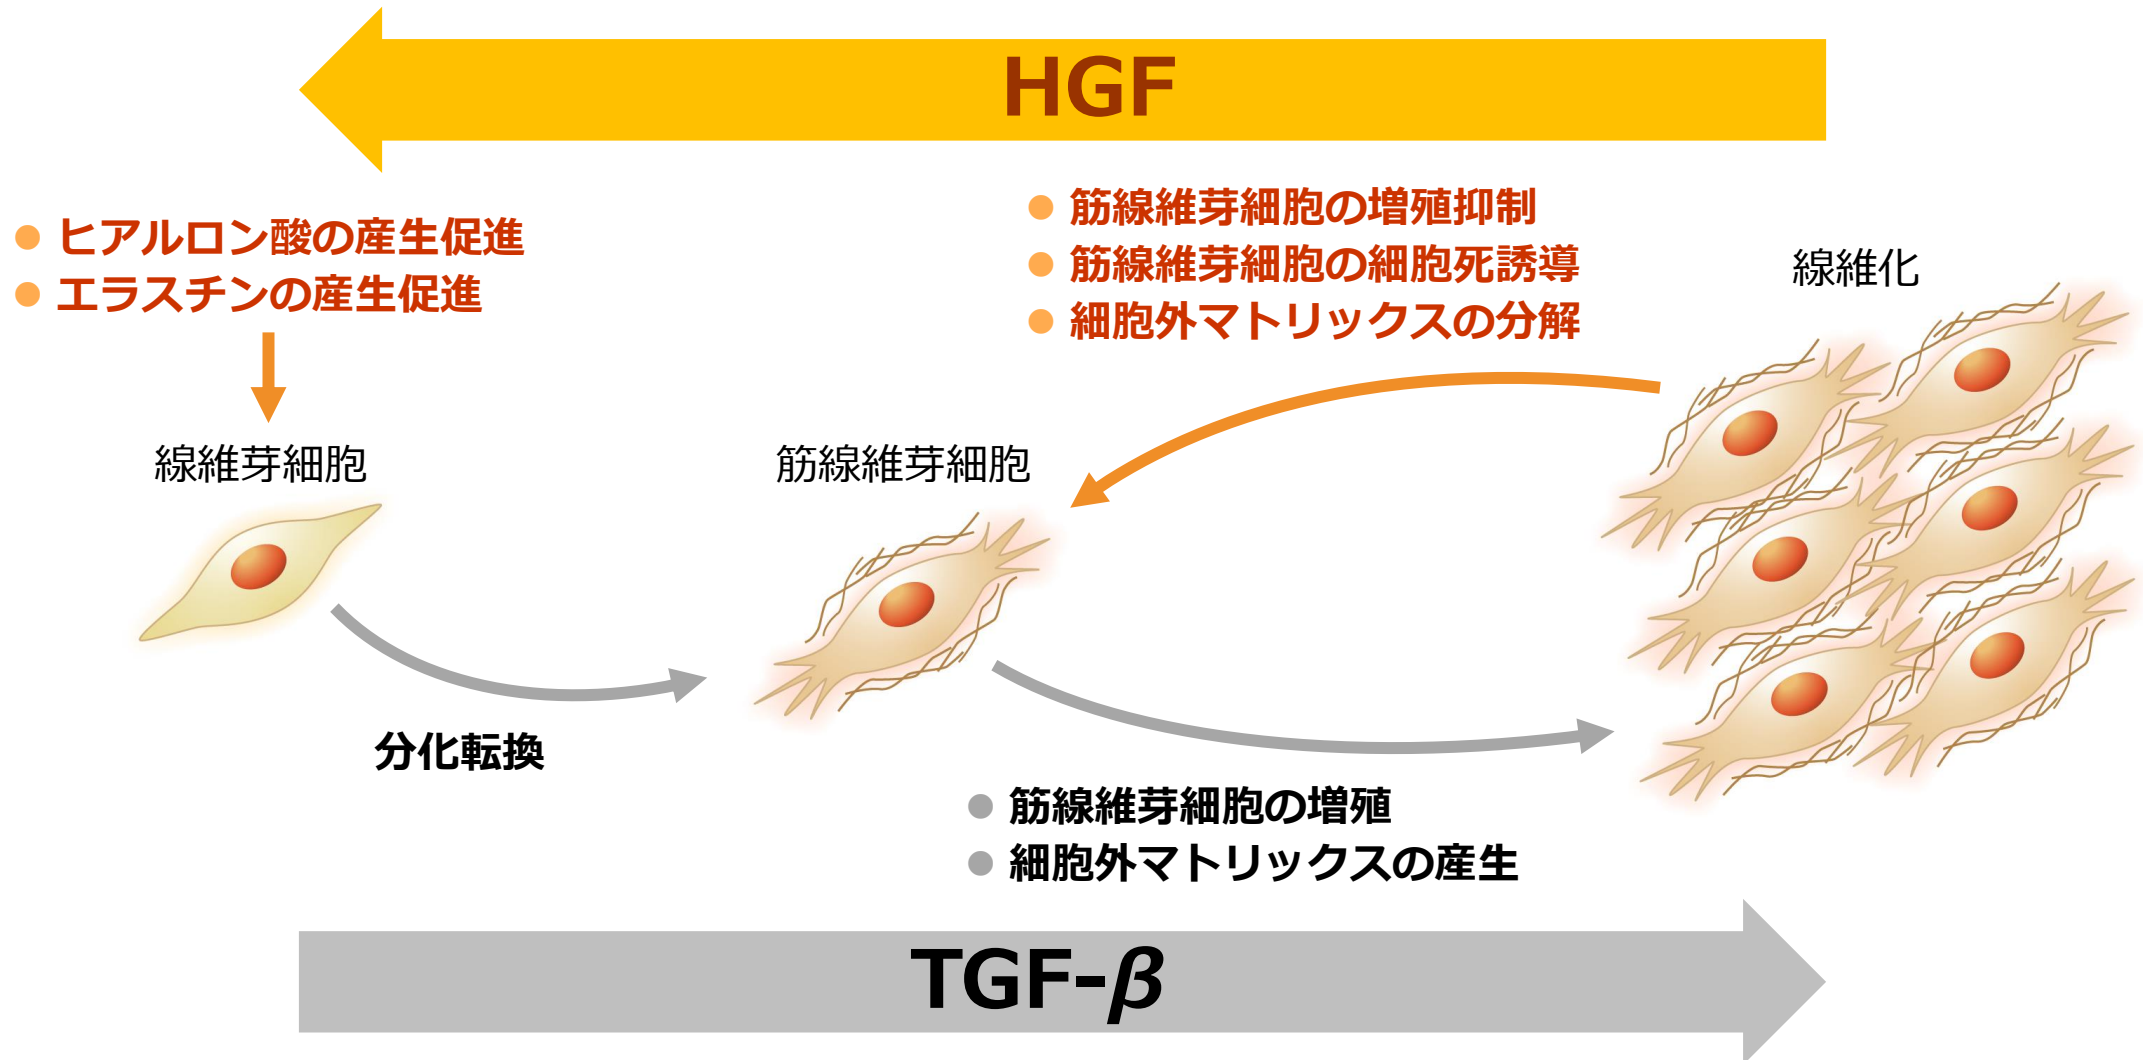 HGF
● ヒアルロン酸の産生促進
● エラスチンの産生促進
● 筋線維芽細胞の増殖抑制
● 筋線維芽細胞の細胞死誘導
● 細胞外マトリックスの分解
線維化
線維芽細胞
筋線維芽細胞
分化転換
● 筋線維芽細胞の増殖
● 細胞外マトリックスの産生
TGF-β